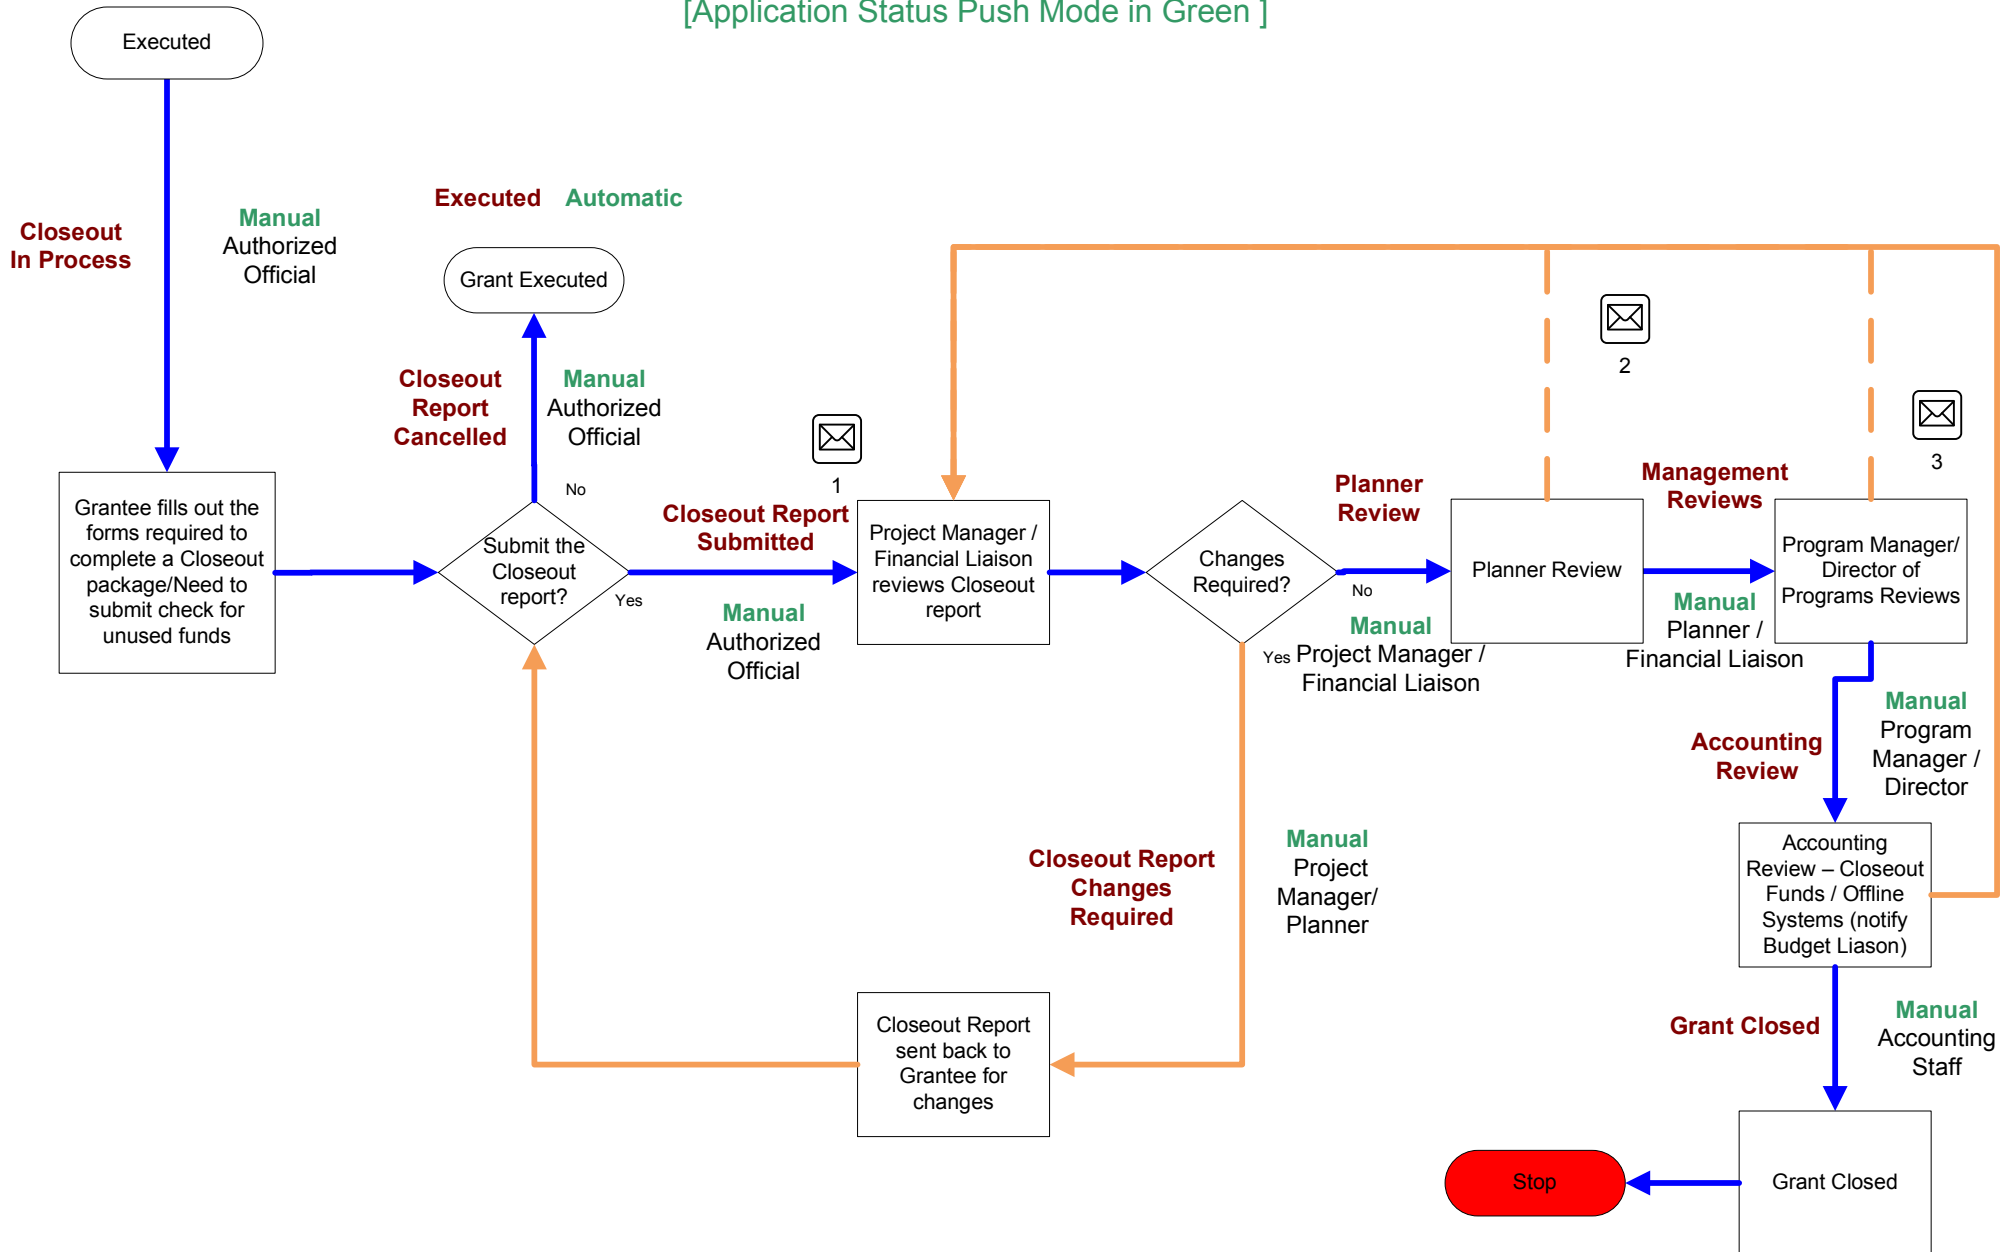 [Application Status Push Mode in Green ]
Executed
Closeout
In Process
Manual
Authorized
Official
Grantee fills out the
forms required to
complete a Closeout
package/Need to
submit check for
unused funds
Executed
Automatic
Grant Executed
Closeout
Report
Cancelled
Manual
Authorized
Official
No
Submit the
Closeout
report?
Yes
1
Closeout Report
Submitted
Manual
Authorized
Official
Project Manager /
Financial Liaison
reviews Closeout
report
Changes
Required?
No
Yes
Planner
Review
Manual
Project Manager /
Financial Liaison
2
Planner Review
Management
Reviews
Manual
Planner /
Financial Liaison
3
Program Manager/
Director of
Programs Reviews
Accounting
Review
Manual
Program
Manager /
Director
Closeout Report
Changes
Required
Manual
Project
Manager/
Planner
Closeout Report
sent back to
Grantee for
changes
Accounting
Review – Closeout
Funds / Offline
Systems (notify
Budget Liason)
Grant Closed
Manual
Accounting
Staff
Grant Closed
Stop